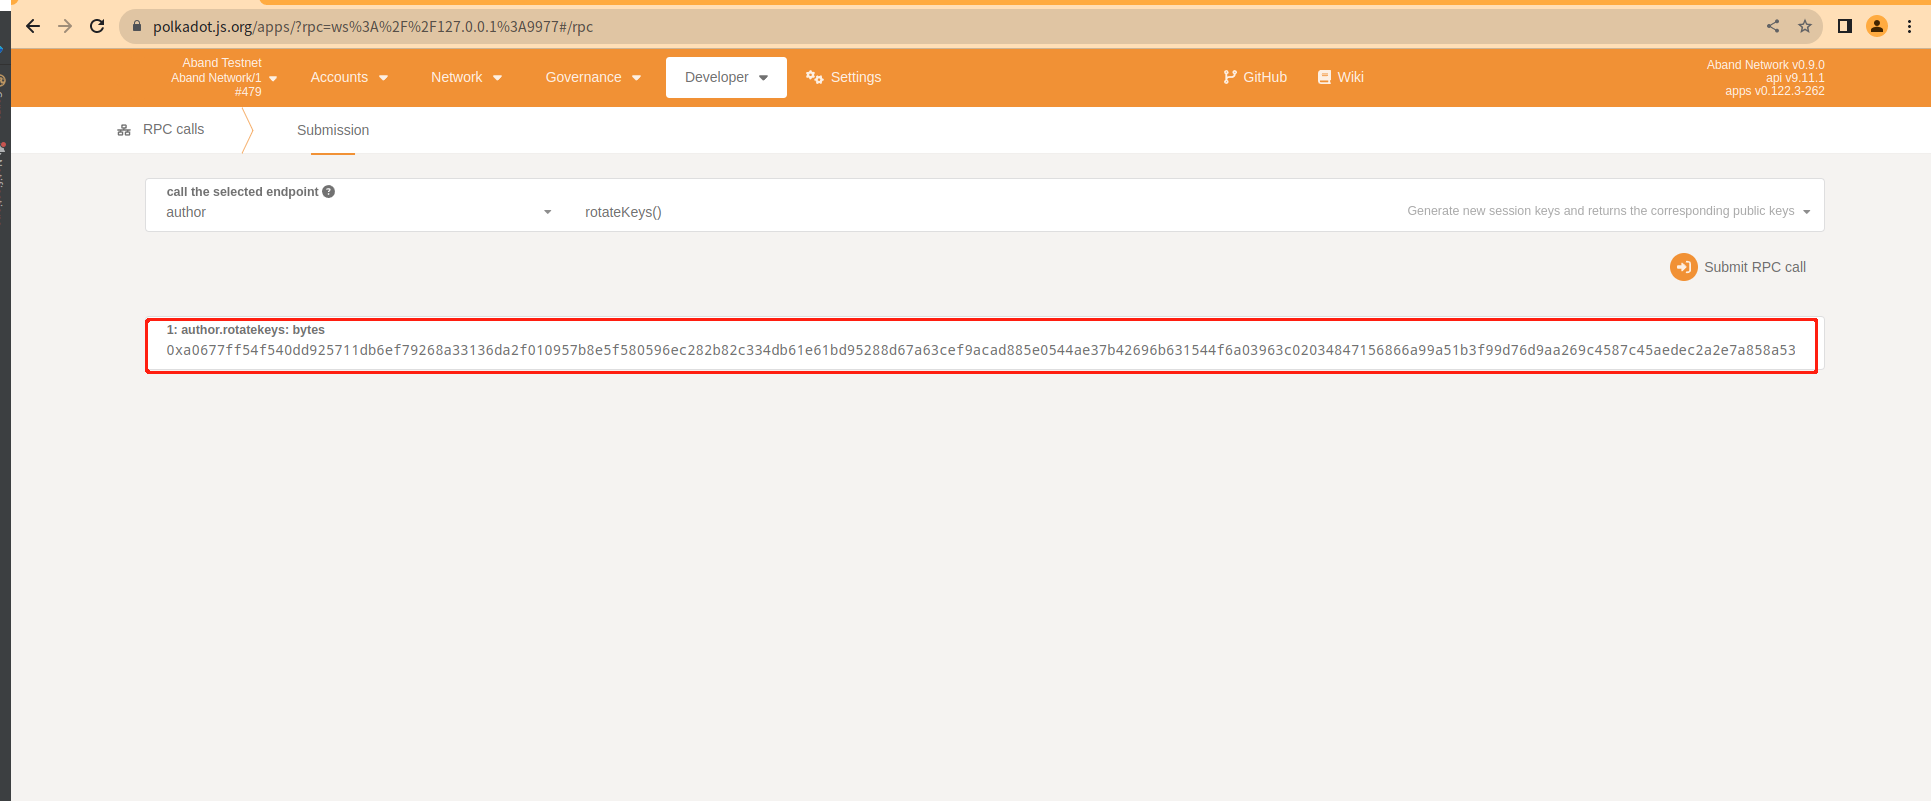 polkadot.js.org/apps/?rpc=ws%3A%2F%2F127.0.0.1%3A9977#/rpc
Aband Testnet
Aband Network/1
#479
Accounts
Network
Governance
Developer
Settings
GitHub
Wiki
Aband Network v0.9.0
api v9.11.1
apps v0.122.3-262
RPC calls
Submission
call the selected endpoint
author
rotateKeys()
Generate new session keys and returns the corresponding public keys
Submit RPC call
1: author.rotatekeys: bytes
0xa0677ff54f540dd925711db6ef79268a33136da2f010957b8e5f580596ec282b82c334db61e61bd95288d67a63cef9acad885e0544ae37b42696b631544f6a03963c02034847156866a99a51b3f99d76d9aa269c4587c45aedec2a2e7a858a53